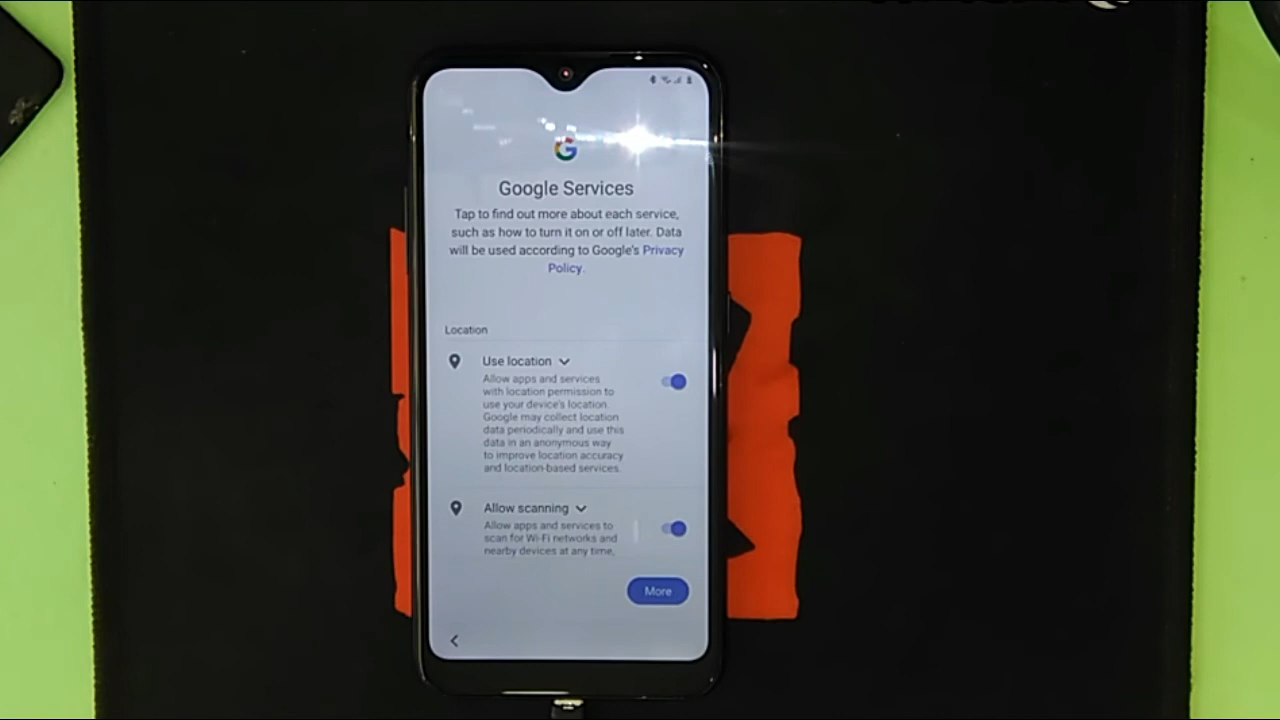 Google Services
Tap to find out more about each service,
such as how to turn it on or off later. Data
will be used according to Google's Privacy
Policy.
Location
Use location
Allow apps and services
with location permission to
use your device's location.
Google may collect location
data periodically and use this
data in an anonymous way
to improve location accuracy
and location-based services.
Allow scanning
Allow apps and services to
scan for Wi-Fi networks and
nearby devices at any time,
More